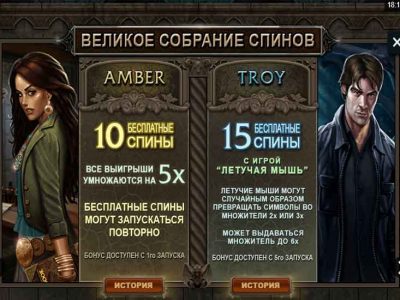 18:1
ВЕЛИКОЕ СОБРАНИЕ СПИНОВ
X
AMBER
10 БЕСПЛАТНЫЕ
СПИНЫ
ВСЕ ВЫИГРЫШИ
УМНОЖАЮТСЯ НА 5x
БЕСПЛАТНЫЕ СПИНЫ
МОГУТ ЗАПУСКАТЬСЯ
ПОВТОРНО
БОНУС ДОСТУПЕН С 1го ЗАПУСКА
ИСТОРИЯ
TROY
15 БЕСПЛАТНЫЕ
СПИНЫ
С ИГРОЙ
"ЛЕТУЧАЯ МЫШЬ"
ЛЕТУЧИЕ МЫШИ МОГУТ
СЛУЧАЙНЫМ ОБРАЗОМ
ПРЕВРАЩАТЬ СИМВОЛЫ ВО
МНОЖИТЕЛИ 2x ИЛИ 3x
МОЖЕТ ВЫДАВАТЬСЯ
МНОЖИТЕЛЬ ДО 6x
БОНУС ДОСТУПЕН С 5го ЗАПУСКА
ИСТОРИЯ